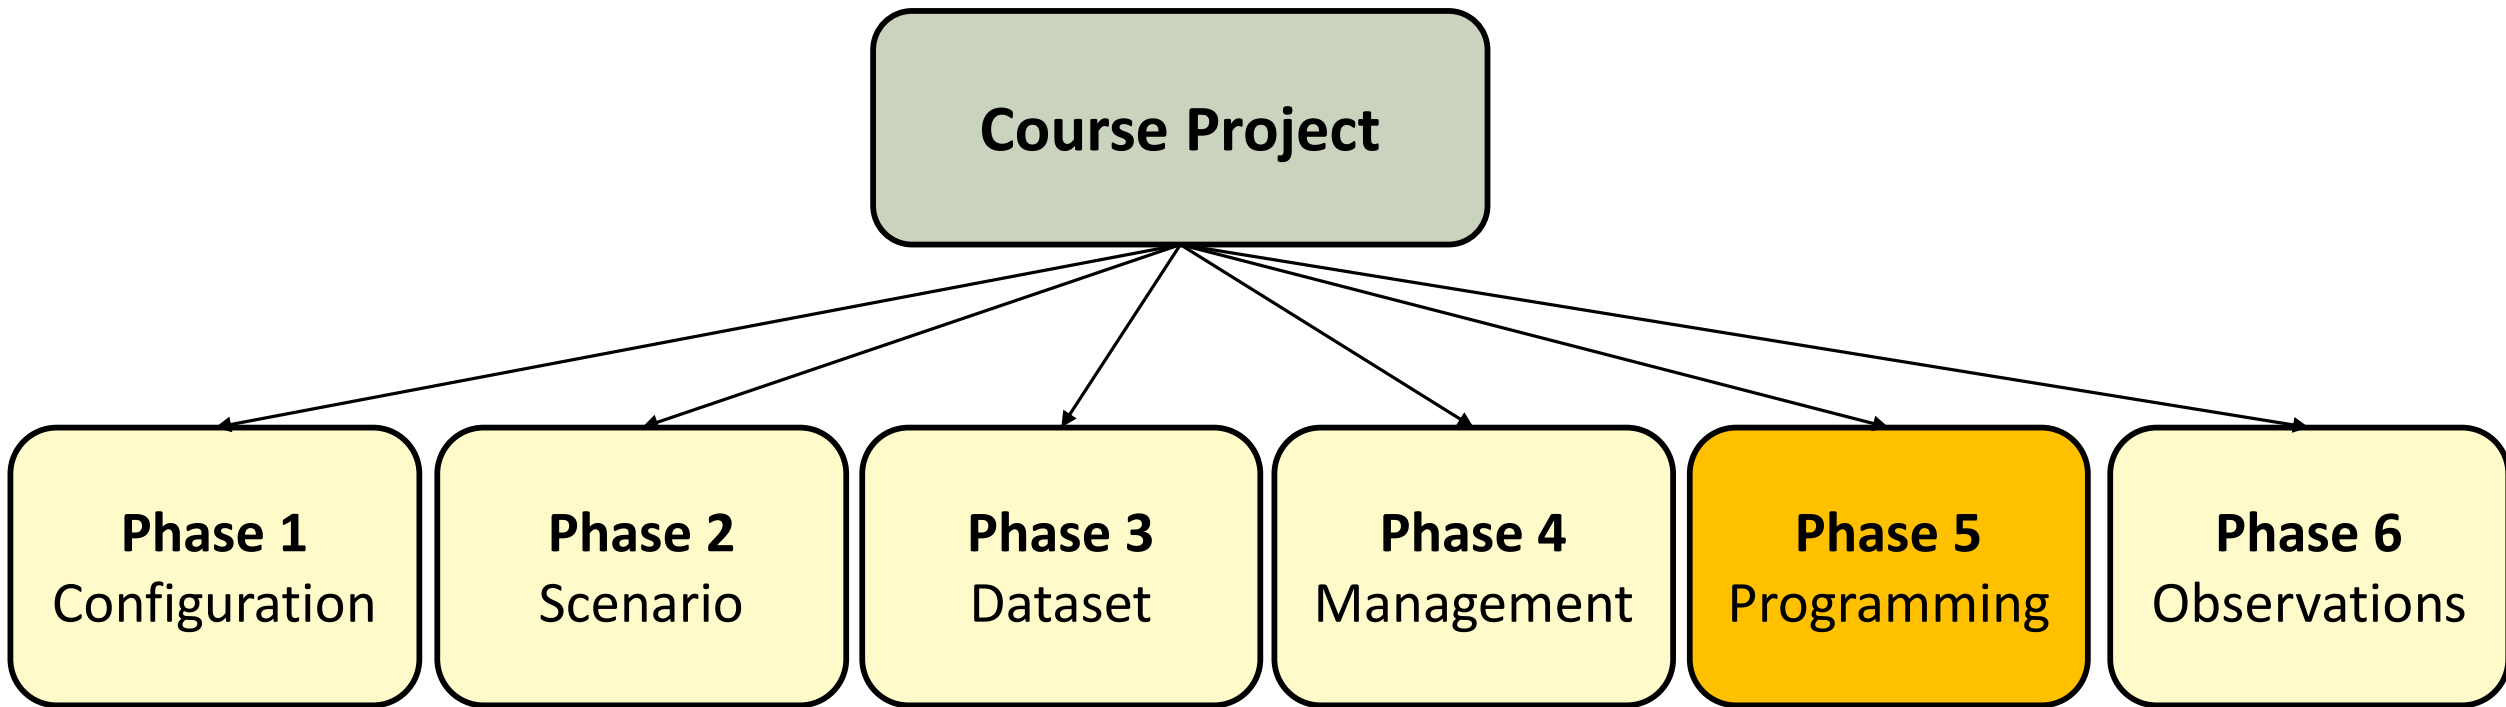 Course Project
Phase 1
Configuration
Phase 2
Scenario
Phase 3
Dataset
Phase 4
Management
Phase 5
Progamming
Phase 6
Observations